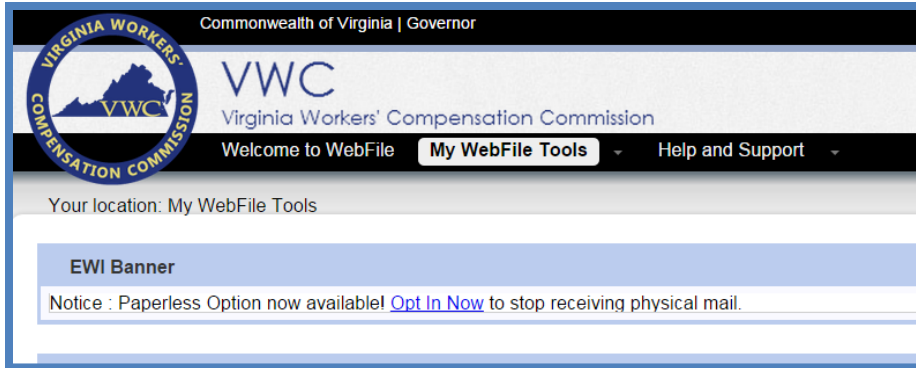 Commonwealth of Virginia | Governor
VIRGINIA WORKERS' COMPENSATION COMMISSION
VWC
VWC
Virginia Workers' Compensation Commission
Welcome to WebFile My WebFile Tools Help and Support
Your location: My WebFile Tools
EWI Banner
Notice : Paperless Option now available! Opt In Now to stop receiving physical mail.